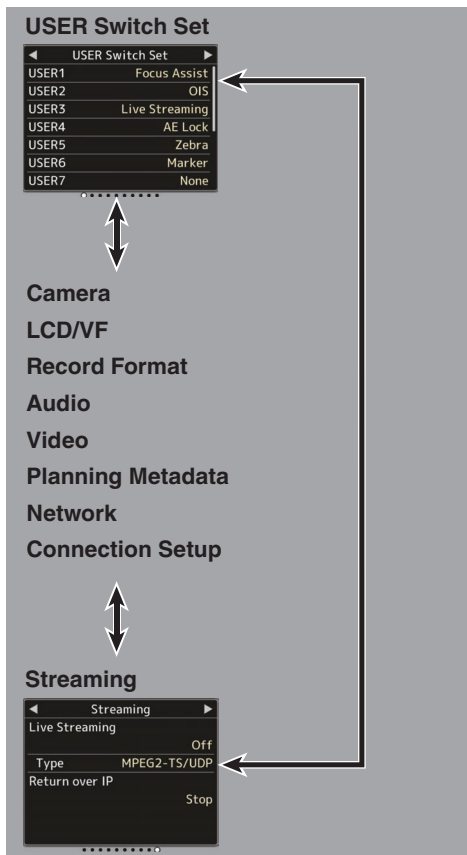 USER Switch Set
◀ USER Switch Set ▶
USER1 Focus Assist
USER2 OIS
USER3 Live Streaming
USER4 AE Lock
USER5 Zebra
USER6 Marker
USER7 None
Camera
LCD/VF
Record Format
Audio
Video
Planning Metadata
Network
Connection Setup
Streaming
◀ Streaming ▶
Live Streaming
Off
Type MPEG2-TS/UDP
Return over IP
Stop